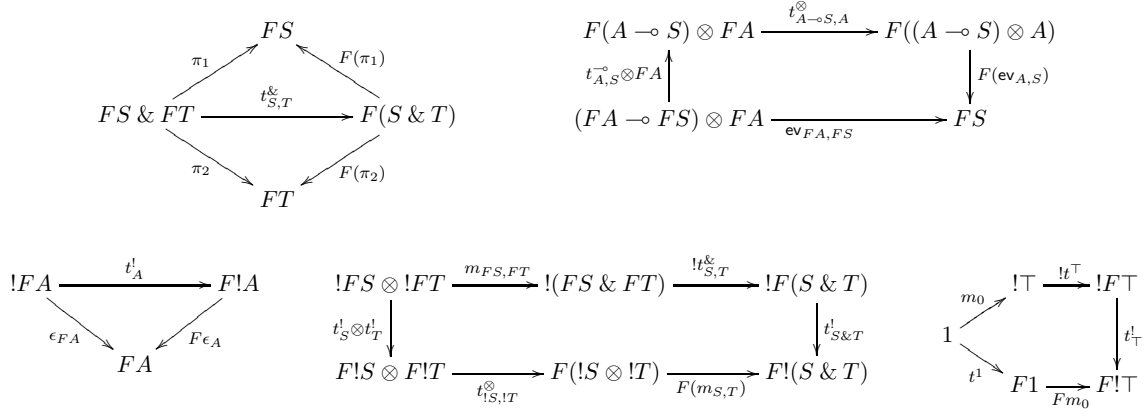 FS
π₁ F(π₁)
FS & FT t^&_{S,T} F(S & T)
π₂ F(π₂)
FT
F(A ⊸ S) ⊗ FA t^⊗_{A⊸S,A} F((A ⊸ S) ⊗ A)
t^⊸_{A,S}⊗FA F(ev_{A,S})
(FA ⊸ FS) ⊗ FA ev_{FA,FS} FS
!FA t^!_A F!A
ϵ_{FA} Fϵ_A
FA
!FS ⊗ !FT m_{FS,FT} !(FS & FT) !t^&_{S,T} !F(S & T)
t^!_S⊗t^!_T t^!_{S&T}
F!S ⊗ F!T t^⊗_{!S,!T} F(!S ⊗ !T) F(m_{S,T}) F!(S & T)
!⊤ !t^⊤ !F⊤
m₀
1 t^!_⊤
t^1
F1 Fm₀ F!⊤